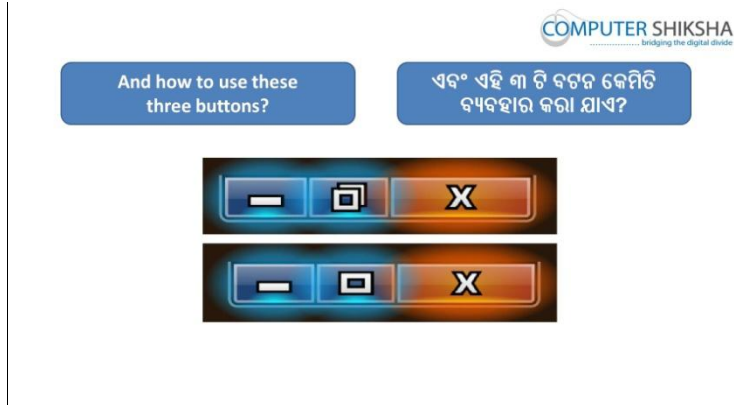 COMPUTER SHIKSHA
................ bridging the digital divide
And how to use these
three buttons?
ଏବଂ ଏହି ୩ ଟି ବଟନ କେମିତି
ବ୍ୟବହାର କରା ଯାଏ?